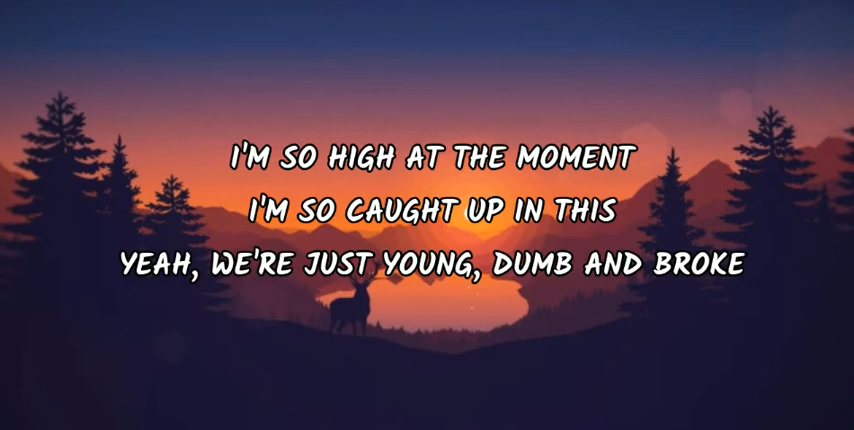 I'M SO HIGH AT THE MOMENT
I'M SO CAUGHT UP IN THIS
YEAH, WE'RE JUST YOUNG, DUMB AND BROKE